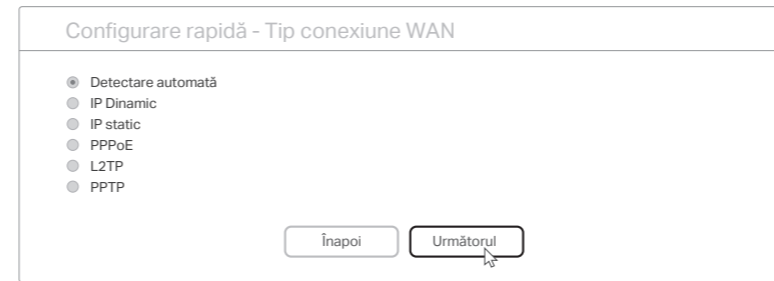 Configurare rapidă - Tip conexiune WAN
Detectare automată
IP Dinamic
IP static
PPPoE
L2TP
PPTP
Înapoi
Următorul